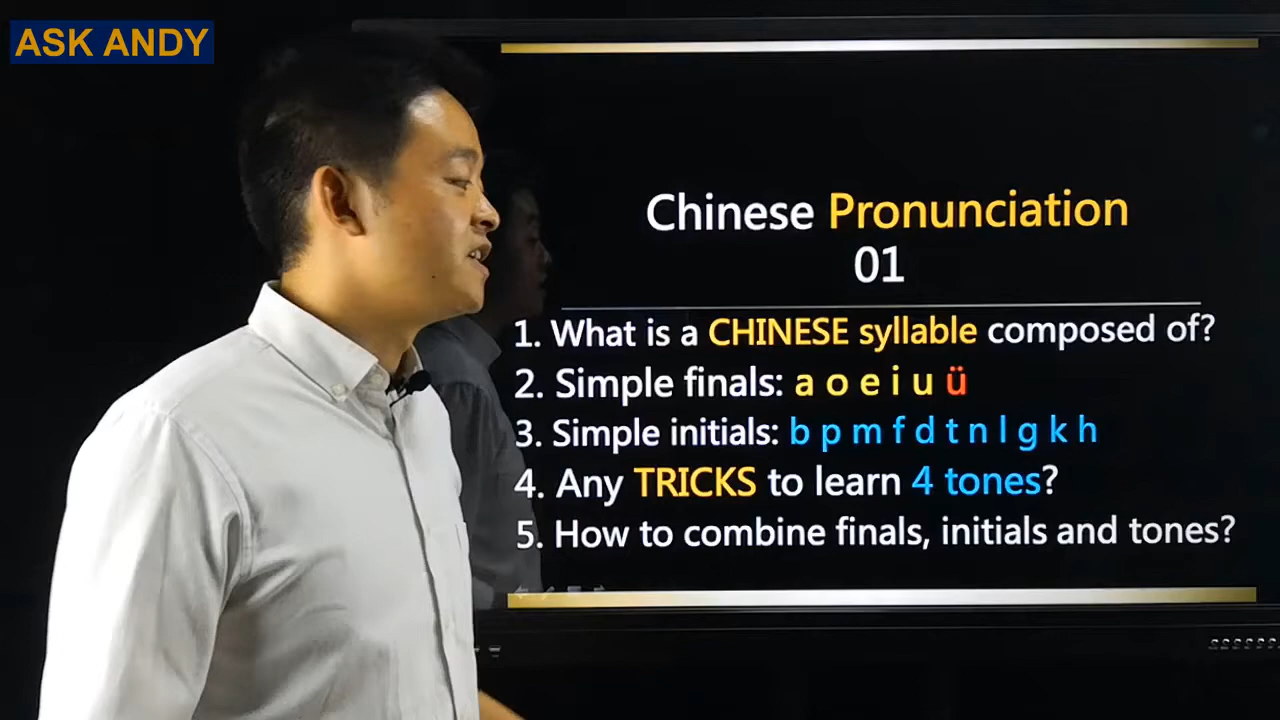 ASK ANDY
Chinese Pronunciation
01
1. What is a CHINESE syllable composed of?
2. Simple finals: a o e i u ü
3. Simple initials: b p m f d t n l g k h
4. Any TRICKS to learn 4 tones?
5. How to combine finals, initials and tones?